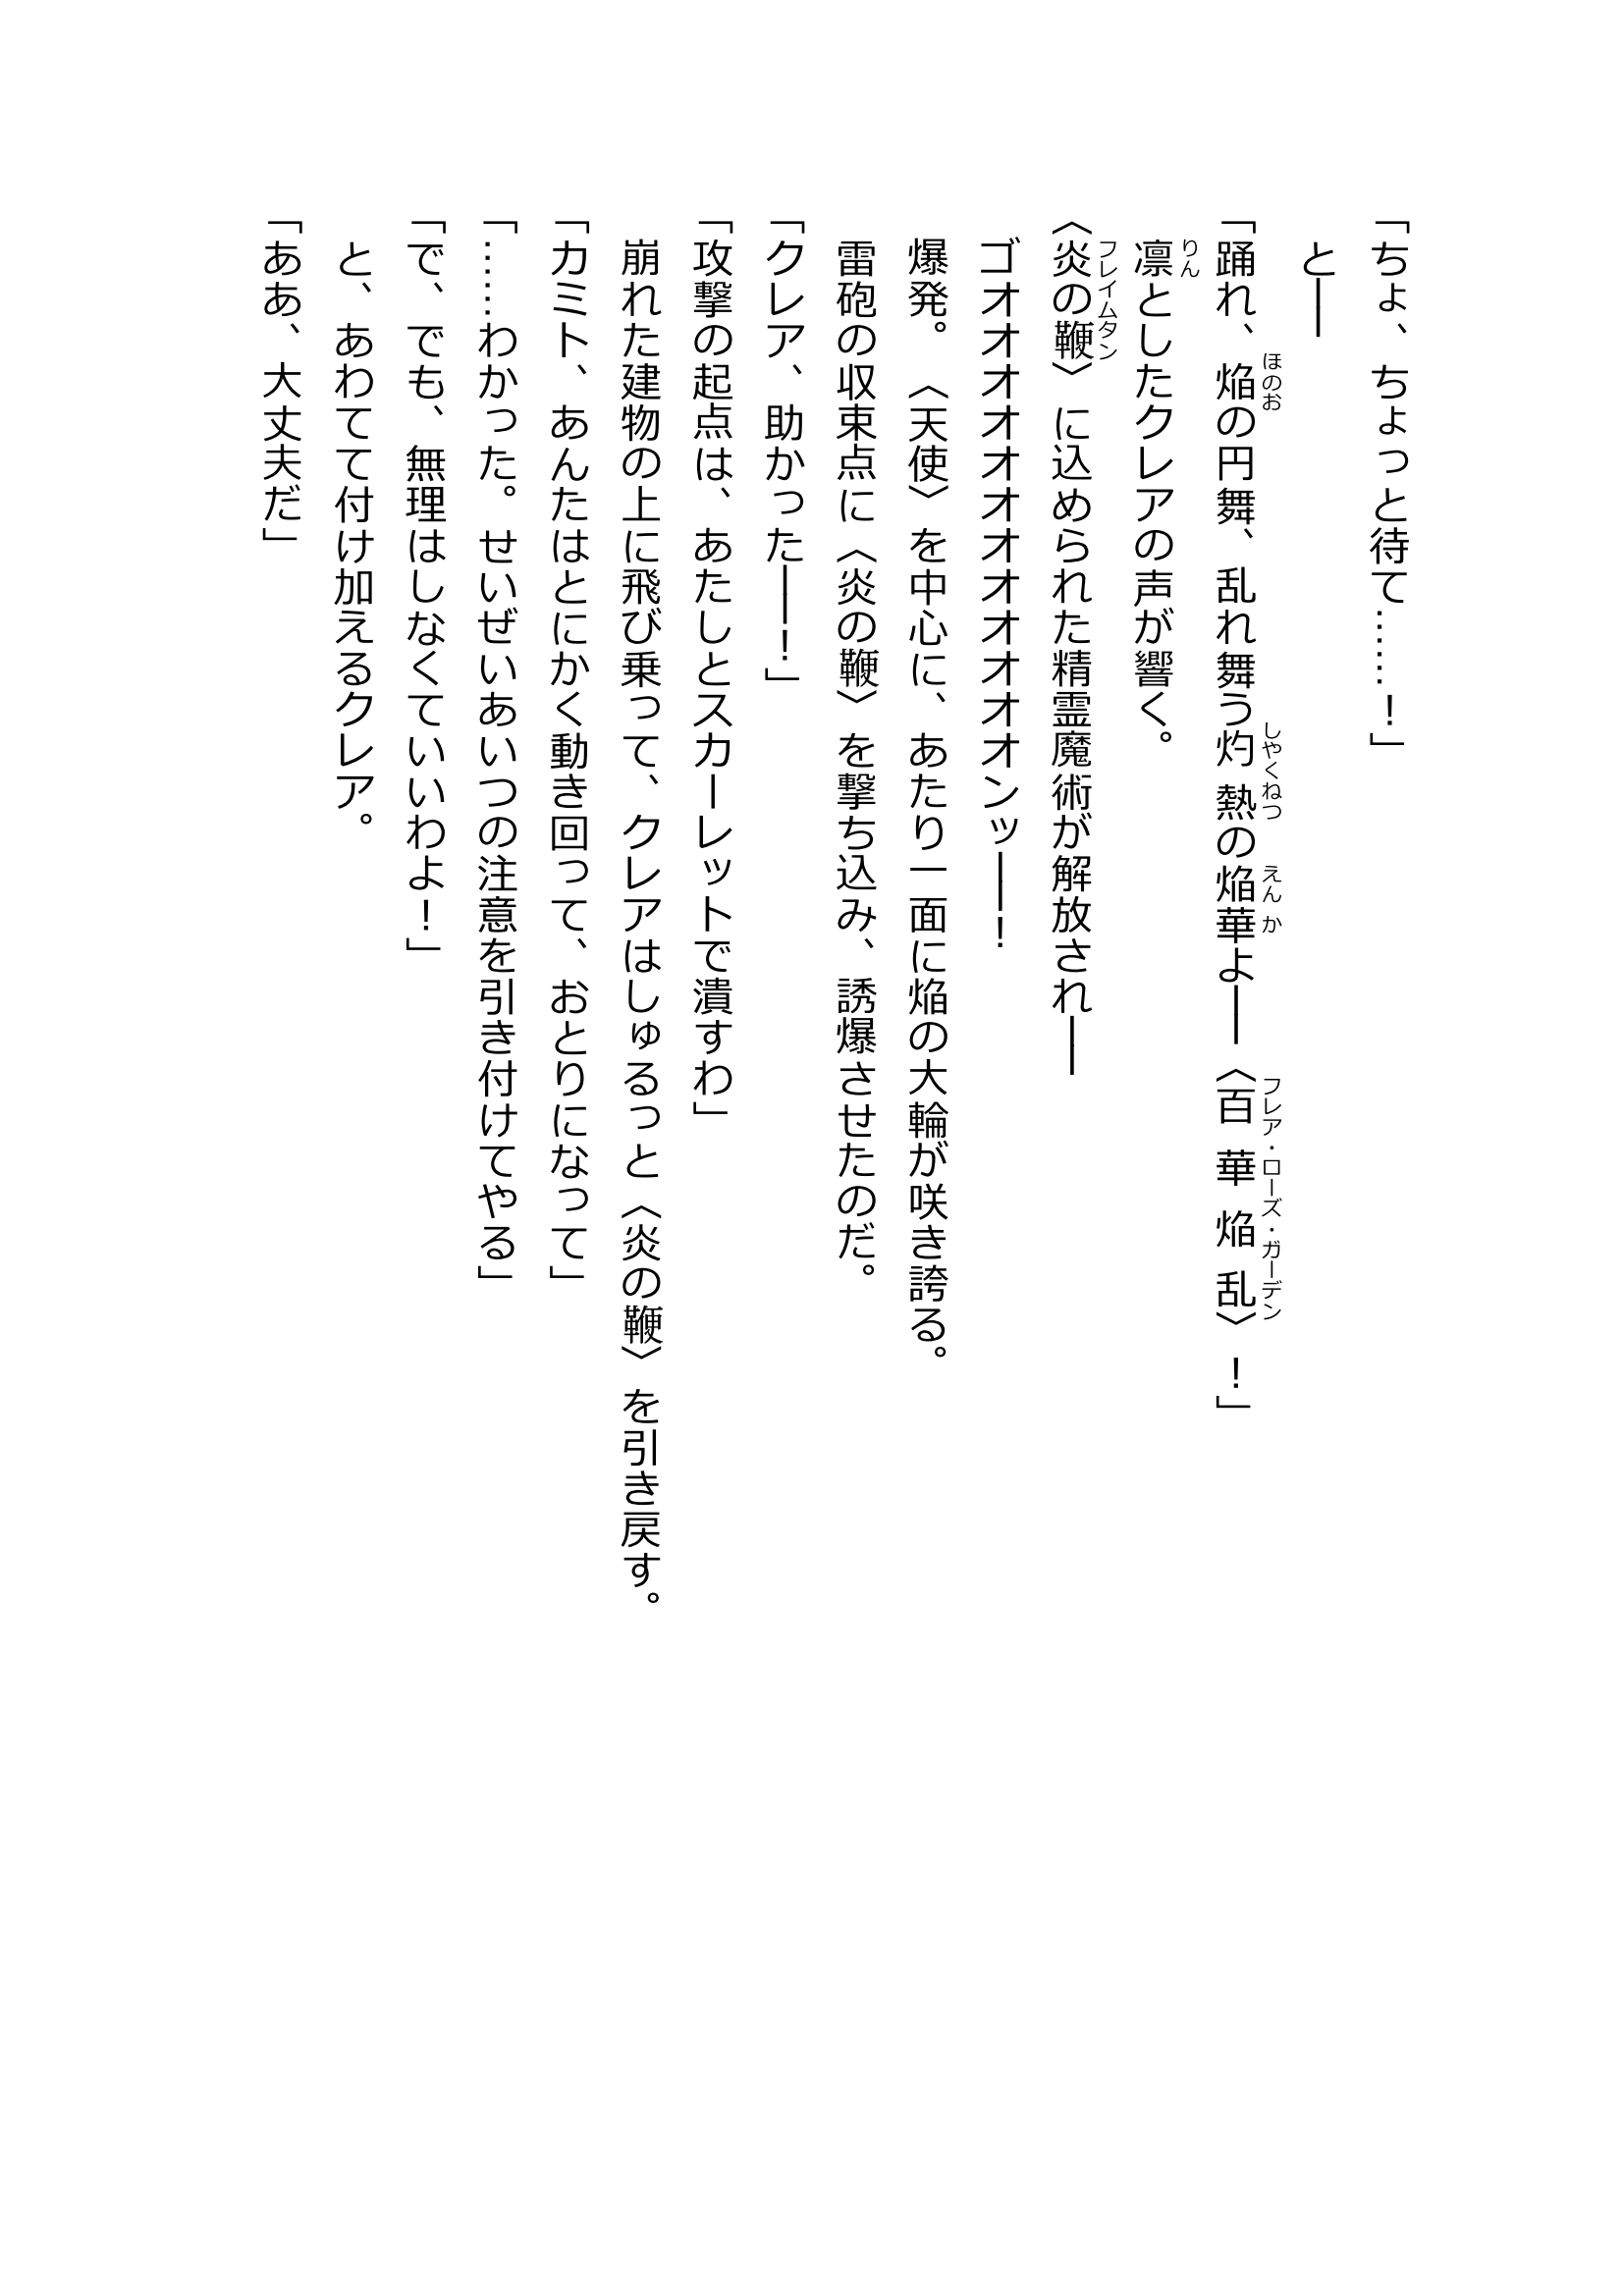 「ちょ、ちょっと待て……！」
と――
「踊れ、焔の円舞、乱れ舞う灼熱の焔華よ――〈百華焔乱〉！」
凛としたクレアの声が響く。
〈炎の鞭〉に込められた精霊魔術が解放され――
ゴオオオオオオオオオオオオンッ――！
爆発。〈天使〉を中心に、あたり一面に焔の大輪が咲き誇る。
雷砲の収束点に〈炎の鞭〉を撃ち込み、誘爆させたのだ。
「クレア、助かった――！」
「攻撃の起点は、あたしとスカーレットで潰すわ」
崩れた建物の上に飛び乗って、クレアはしゅるっと〈炎の鞭〉を引き戻す。
「カミト、あんたはとにかく動き回って、おとりになって」
「……わかった。せいぜいあいつの注意を引き付けてやる」
「で、でも、無理はしなくていいわよ！」
と、あわてて付け加えるクレア。
「ああ、大丈夫だ」